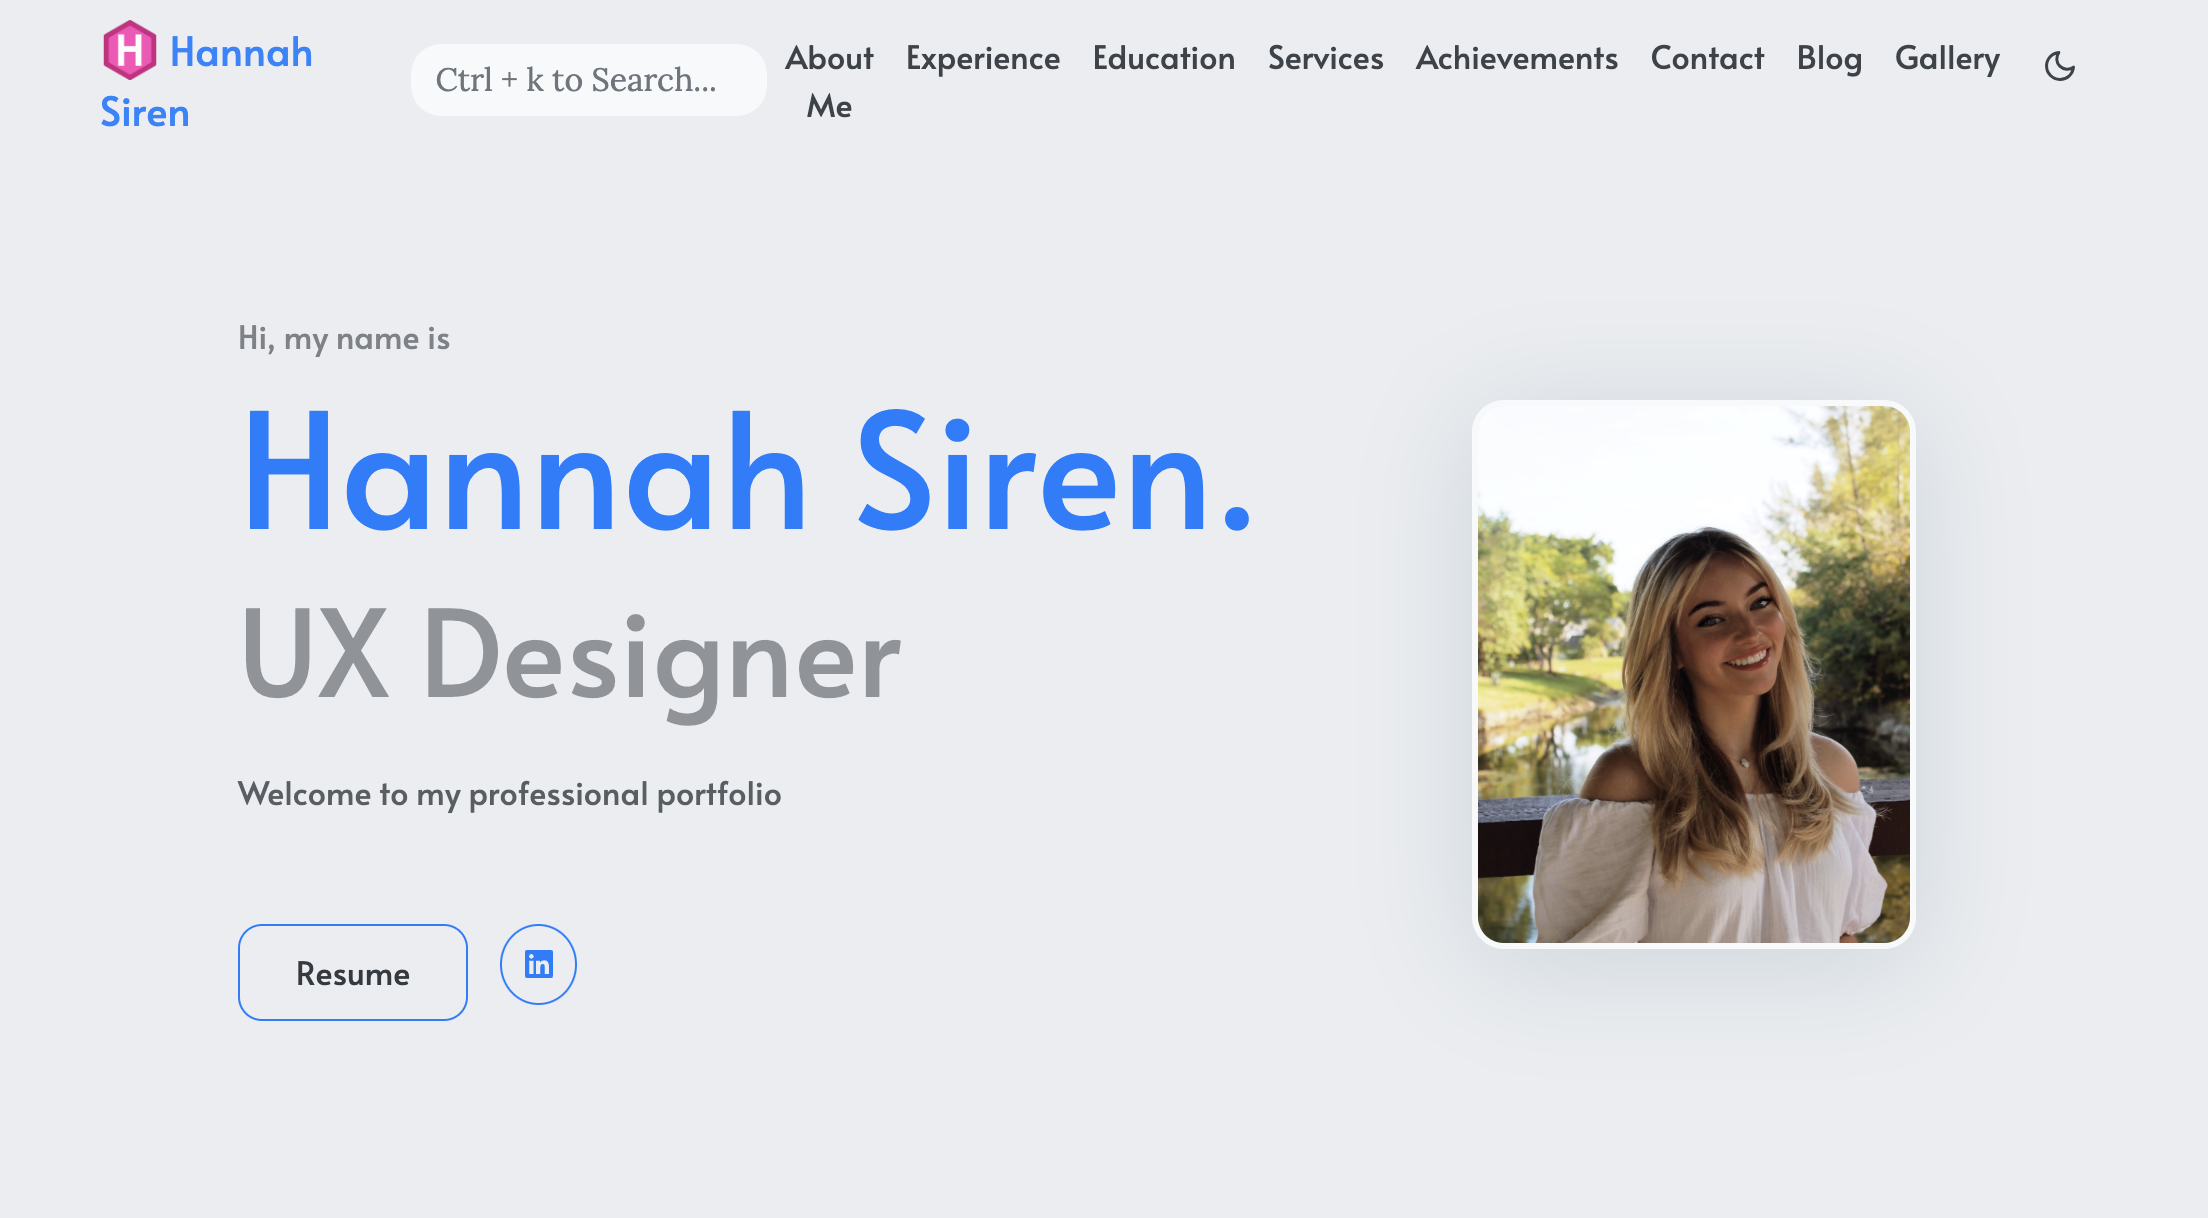 H Hannah
Siren
Ctrl + k to Search...
About Experience Education Services Achievements Contact Blog Gallery
Me
Hi, my name is
Hannah Siren.
UX Designer
Welcome to my professional portfolio
Resume
in